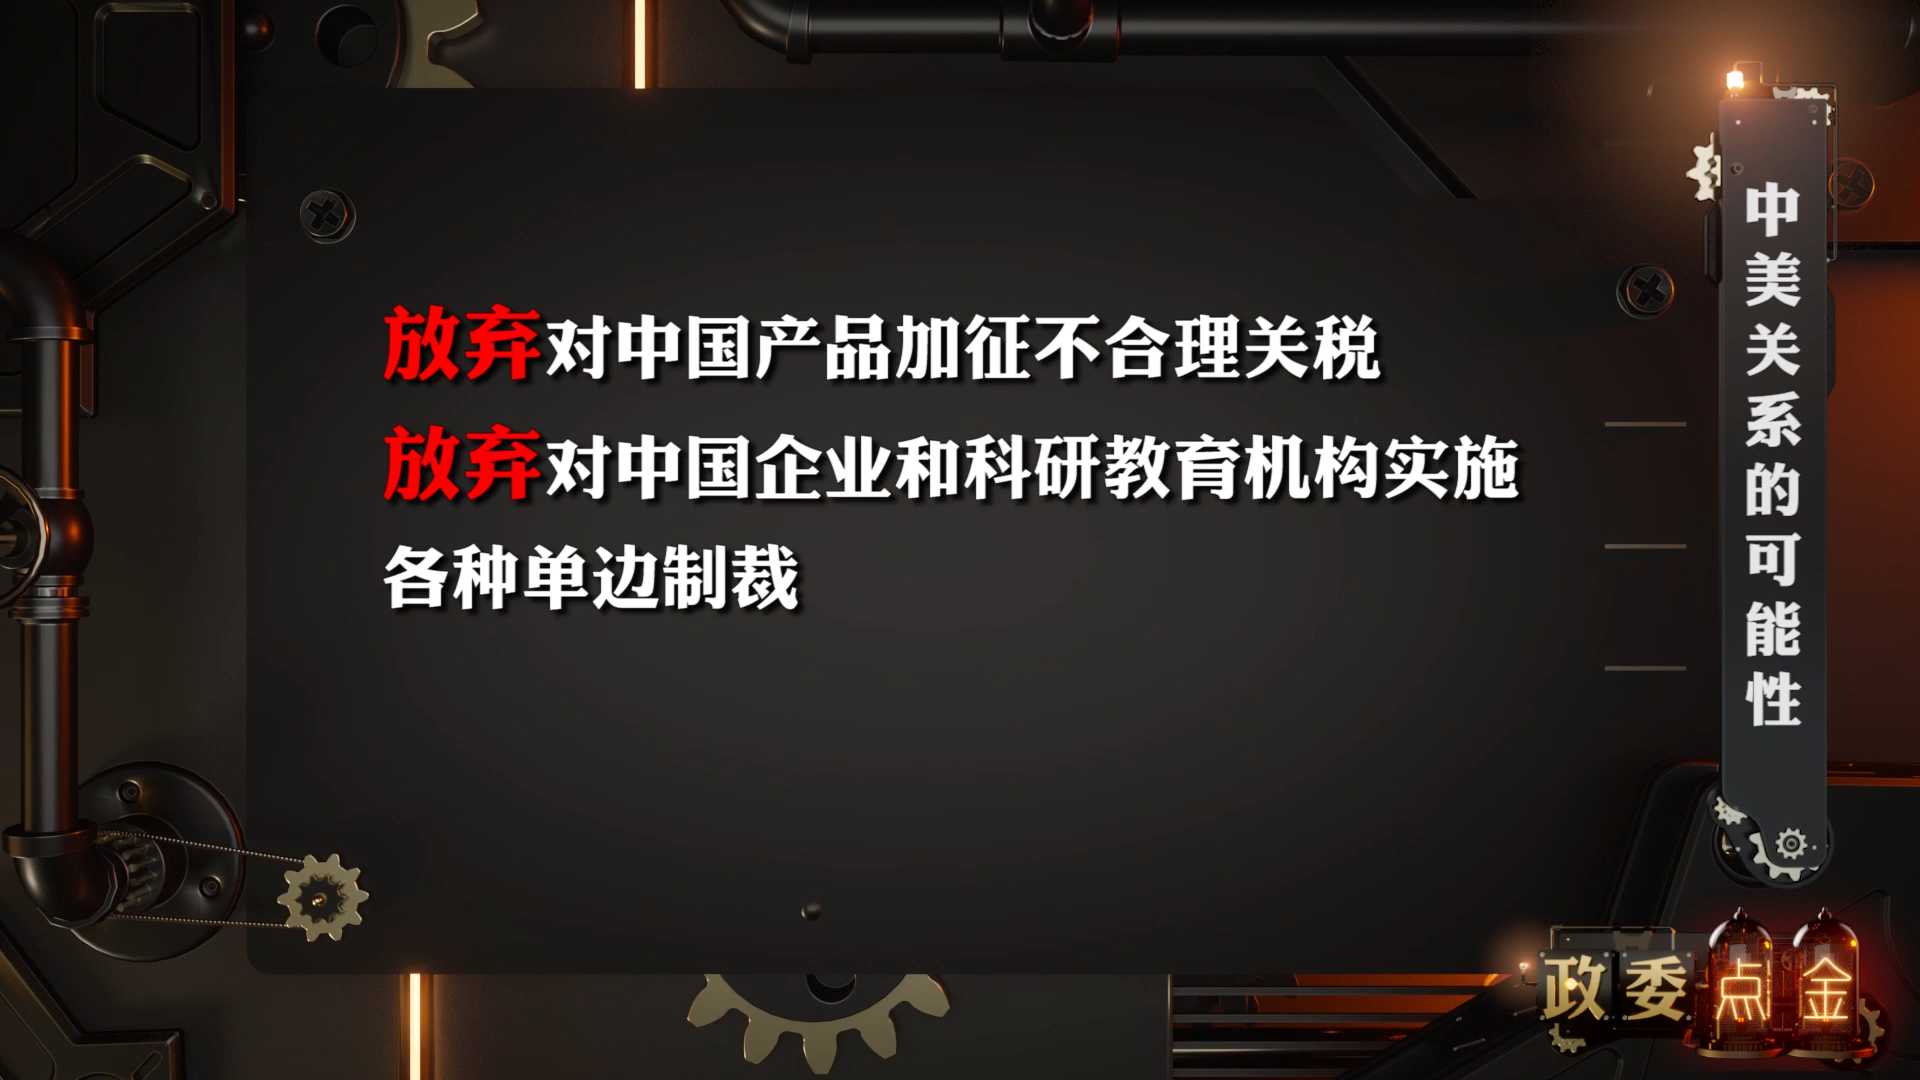 放弃对中国产品加征不合理关税
放弃对中国企业和科研教育机构实施
各种单边制裁
中美关系的可能性
政委点金